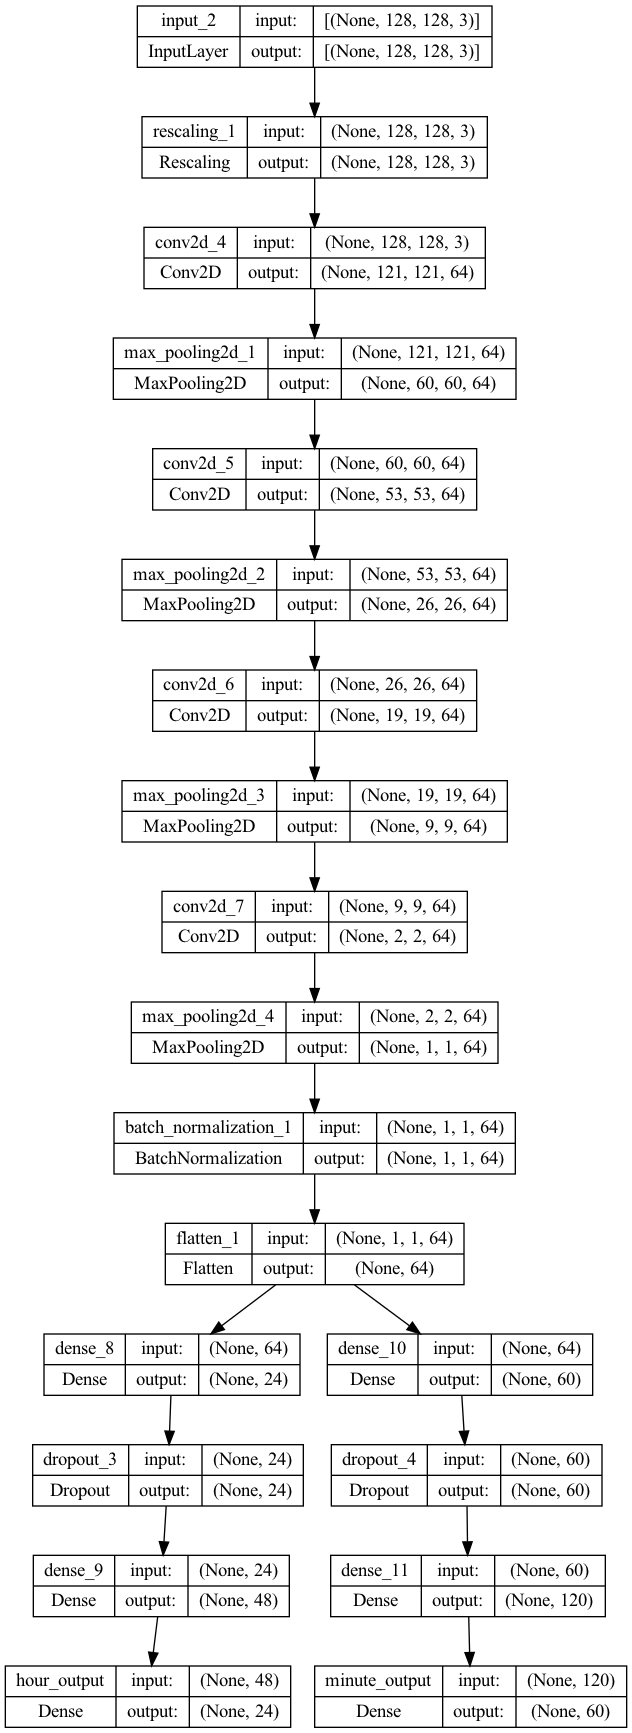 input_2 input: [(None, 128, 128, 3)]
InputLayer output: [(None, 128, 128, 3)]
rescaling_1 input: (None, 128, 128, 3)
Rescaling output: (None, 128, 128, 3)
conv2d_4 input: (None, 128, 128, 3)
Conv2D output: (None, 121, 121, 64)
max_pooling2d_1 input: (None, 121, 121, 64)
MaxPooling2D output: (None, 60, 60, 64)
conv2d_5 input: (None, 60, 60, 64)
Conv2D output: (None, 53, 53, 64)
max_pooling2d_2 input: (None, 53, 53, 64)
MaxPooling2D output: (None, 26, 26, 64)
conv2d_6 input: (None, 26, 26, 64)
Conv2D output: (None, 19, 19, 64)
max_pooling2d_3 input: (None, 19, 19, 64)
MaxPooling2D output: (None, 9, 9, 64)
conv2d_7 input: (None, 9, 9, 64)
Conv2D output: (None, 2, 2, 64)
max_pooling2d_4 input: (None, 2, 2, 64)
MaxPooling2D output: (None, 1, 1, 64)
batch_normalization_1 input: (None, 1, 1, 64)
BatchNormalization output: (None, 1, 1, 64)
flatten_1 input: (None, 1, 1, 64)
Flatten output: (None, 64)
dense_8 input: (None, 64)
Dense output: (None, 24)
dense_10 input: (None, 64)
Dense output: (None, 60)
dropout_3 input: (None, 24)
Dropout output: (None, 24)
dropout_4 input: (None, 60)
Dropout output: (None, 60)
dense_9 input: (None, 24)
Dense output: (None, 48)
dense_11 input: (None, 60)
Dense output: (None, 120)
hour_output input: (None, 48)
Dense output: (None, 24)
minute_output input: (None, 120)
Dense output: (None, 60)